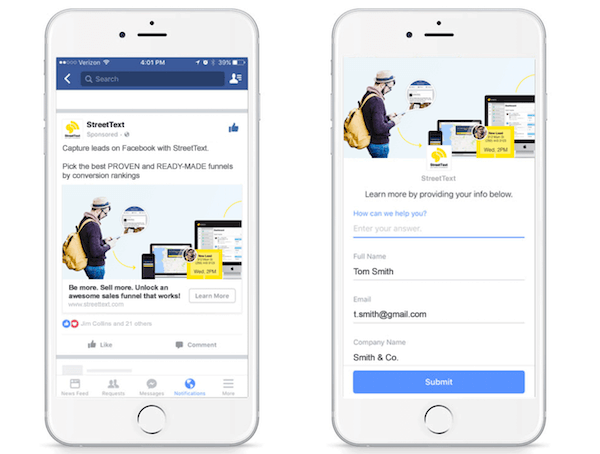 Verizon
4:01 PM
39%
Search
StreetText
Sponsored ·
Capture leads on Facebook with StreetText.
Pick the best PROVEN and READY-MADE funnels
by conversion rankings
StreetText
New Lead
Wed. 2PM
Be more. Sell more. Unlock an
awesome sales funnel that works!
Learn More
www.streettext.com
Jim Collins and 21 others
Like
Comment
News Feed
Requests
Messages
Notifications
More
New Lead
Wed. 2PM
StreetText
StreetText
Learn more by providing your info below.
How can we help you?
Enter your answer.
Full Name
Tom Smith
Email
t.smith@gmail.com
Company Name
Smith & Co.
Submit